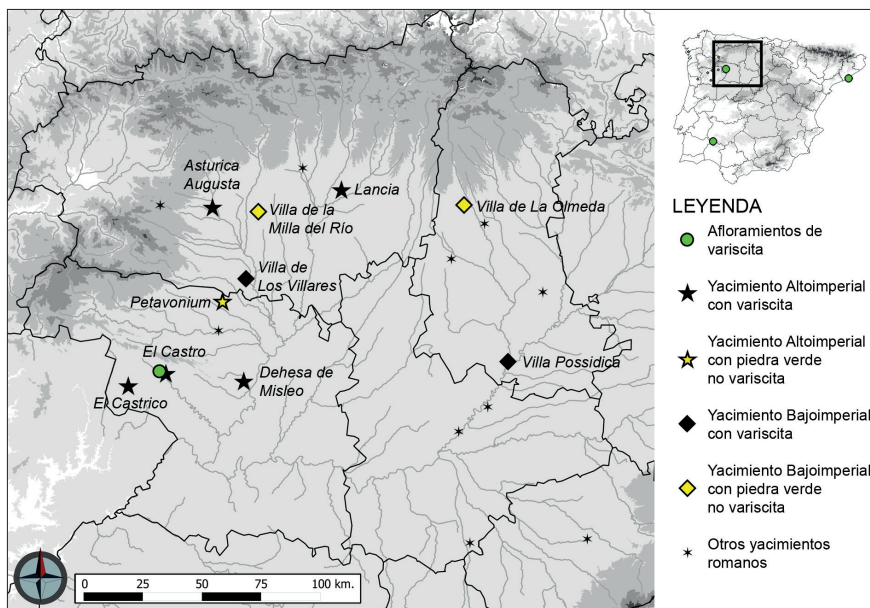 Asturica
Augusta
Lancia
Villa de la
Milla del Río
Villa de La Olmeda
Villa de
Los Villares
Petavonium
El Castro
Villa Possidica
Dehesa de
Misleo
El Castrico
0 25 50 75 100 km.
LEYENDA
Afloramientos de
variscita
Yacimiento Altoimperial
con variscita
Yacimiento Altoimperial
con piedra verde
no variscita
Yacimiento Bajoimperial
con variscita
Yacimiento Bajoimperial
con piedra verde
no variscita
Otros yacimientos
romanos